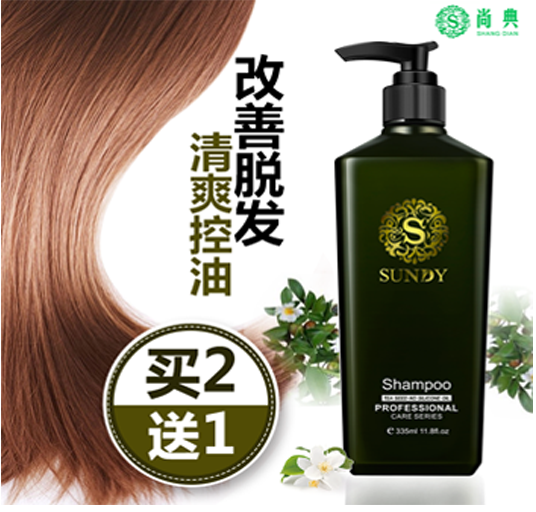 尚典
SHANG DIAN
改善脱发
清爽控油
买2
送1
S
SUNDY
Shampoo
TEA SEED·NO SILICONE OIL
PROFESSIONAL
CARE SERIES
℮335ml 11.8fl.oz